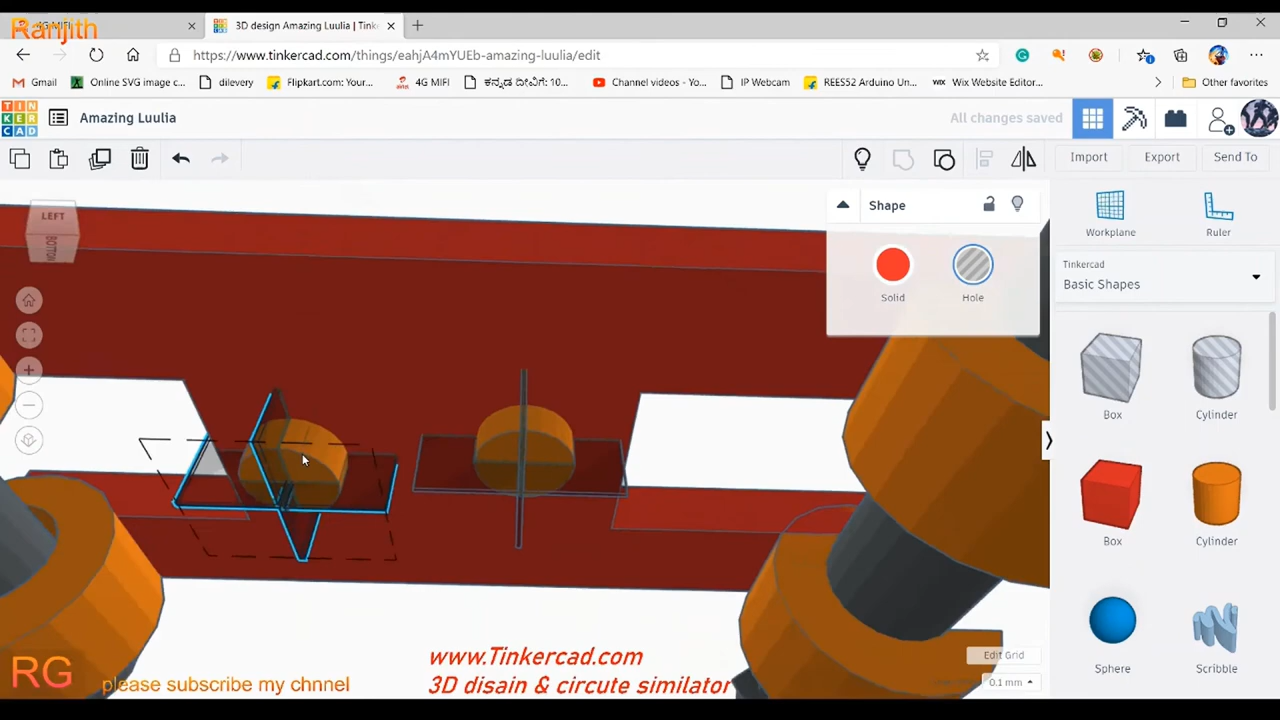 Ranjith
3D design Amazing Luulia | Tink
https://www.tinkercad.com/things/eahjA4mYUEb-amazing-luulia/edit
Gmail
Online SVG image c...
dilevery
Flipkart.com: Your...
4G MIFI
ಕನ್ನಡ ದೀವಿಗೆ: 10...
Channel videos - Yo...
IP Webcam
REES52 Arduino Un...
WIX Wix Website Editor...
Other favorites
TIN
KER
CAD
Amazing Luulia
All changes saved
Import
Export
Send To
LEFT
BOTTOM
Shape
Solid
Hole
Workplane
Ruler
Tinkercad
Basic Shapes
Box
Cylinder
Box
Cylinder
Sphere
Scribble
Edit Grid
0.1 mm
RG
please subscribe my chnnel
www.Tinkercad.com
3D disain & circute similator